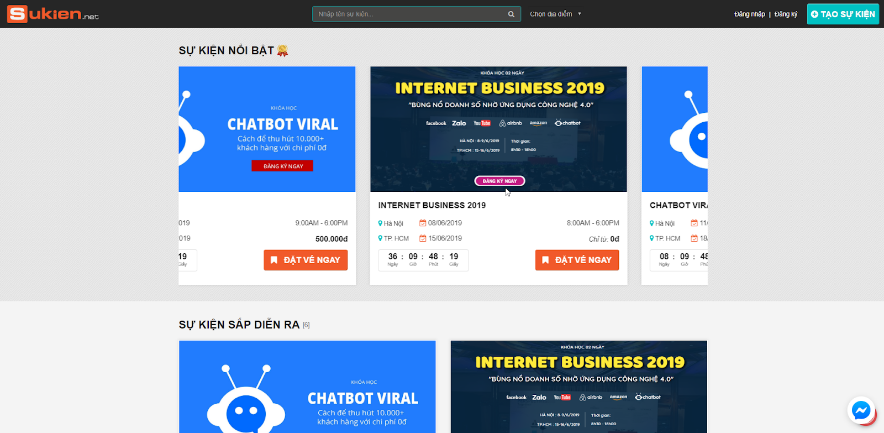 Sukien.net
Nhập tên sự kiện...
Chọn địa điểm
Đăng nhập | Đăng ký
TẠO SỰ KIỆN
SỰ KIỆN NỔI BẬT
KHÓA HỌC
CHATBOT VIRAL
Cách để thu hút 10.000+
khách hàng với chi phí 0đ
ĐĂNG KÝ NGAY
2019 9:00AM - 6:00PM
2019 500.000đ
19
Giây
ĐẶT VÉ NGAY
KHÓA HỌC 02 NGÀY
INTERNET BUSINESS 2019
"BÙNG NỔ DOANH SỐ NHỜ ỨNG DỤNG CÔNG NGHỆ 4.0"
facebook Zalo YouTube airbnb amazon chatbot
HÀ NỘI : 8-9/6/2019 Thời gian:
TP.HCM : 15-16/6/2019 8H30 - 18H00
ĐĂNG KÝ NGAY
INTERNET BUSINESS 2019
Hà Nội 08/06/2019 8:00AM - 6:00PM
TP. HCM 15/06/2019 Chỉ từ: 0đ
36 : 09 : 48 : 19
Ngày Giờ Phút Giây
ĐẶT VÉ NGAY
CHATBOT VIRA
Hà Nội 11/
TP. HCM 18/
08 : 09 : 48
Ngày Giờ Phút
SỰ KIỆN SẮP DIỄN RA
KHÓA HỌC
CHATBOT VIRAL
Cách để thu hút 10.000+
khách hàng với chi phí 0đ
KHÓA HỌC 02 NGÀY
INTERNET BUSINESS 2019
"BÙNG NỔ DOANH SỐ NHỜ ỨNG DỤNG CÔNG NGHỆ 4.0"
facebook Zalo YouTube airbnb amazon chatbot
HÀ NỘI : 8-9/6/2019 Thời gian:
TP.HCM : 15-16/6/2019 8H30 - 18H00